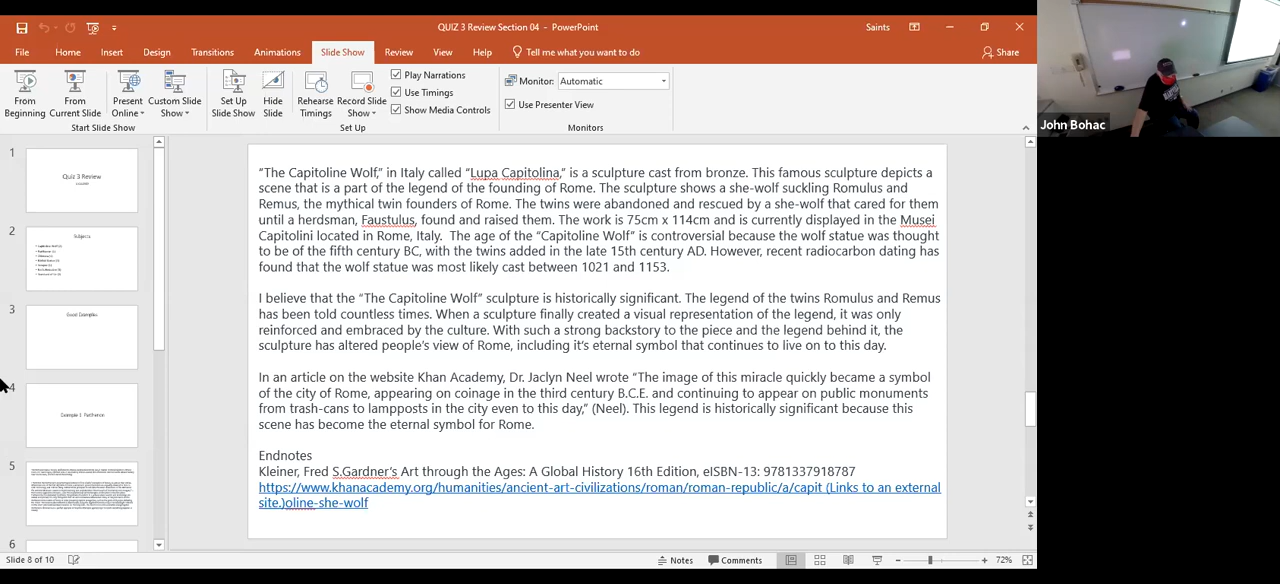 QUIZ 3 Review Section 04 - PowerPoint
Saints
File
Home
Insert
Design
Transitions
Animations
Slide Show
Review
View
Help
Tell me what you want to do
Share
From Beginning
From Current Slide
Present Online
Custom Slide Show
Set Up Slide Show
Hide Slide
Rehearse Timings
Record Slide Show
Play Narrations
Use Timings
Show Media Controls
Monitor: Automatic
Use Presenter View
Start Slide Show
Set Up
Monitors
John Bohac
1
Quiz 3 Review
2
Subjects
3
Good Examples
4
Example 1 Parthenon
5
6
"The Capitoline Wolf," in Italy called "Lupa Capitolina," is a sculpture cast from bronze. This famous sculpture depicts a
scene that is a part of the legend of the founding of Rome. The sculpture shows a she-wolf suckling Romulus and
Remus, the mythical twin founders of Rome. The twins were abandoned and rescued by a she-wolf that cared for them
until a herdsman, Faustulus, found and raised them. The work is 75cm x 114cm and is currently displayed in the Musei
Capitolini located in Rome, Italy. The age of the "Capitoline Wolf" is controversial because the wolf statue was thought
to be of the fifth century BC, with the twins added in the late 15th century AD. However, recent radiocarbon dating has
found that the wolf statue was most likely cast between 1021 and 1153.
I believe that the "The Capitoline Wolf" sculpture is historically significant. The legend of the twins Romulus and Remus
has been told countless times. When a sculpture finally created a visual representation of the legend, it was only
reinforced and embraced by the culture. With such a strong backstory to the piece and the legend behind it, the
sculpture has altered people's view of Rome, including it's eternal symbol that continues to live on to this day.
In an article on the website Khan Academy, Dr. Jaclyn Neel wrote "The image of this miracle quickly became a symbol
of the city of Rome, appearing on coinage in the third century B.C.E. and continuing to appear on public monuments
from trash-cans to lampposts in the city even to this day," (Neel). This legend is historically significant because this
scene has become the eternal symbol for Rome.
Endnotes
Kleiner, Fred S.Gardner's Art through the Ages: A Global History 16th Edition, eISBN-13: 9781337918787
https://www.khanacademy.org/humanities/ancient-art-civilizations/roman/roman-republic/a/capit (Links to an external
site.)oline-she-wolf
Slide 8 of 10
Notes
Comments
72%